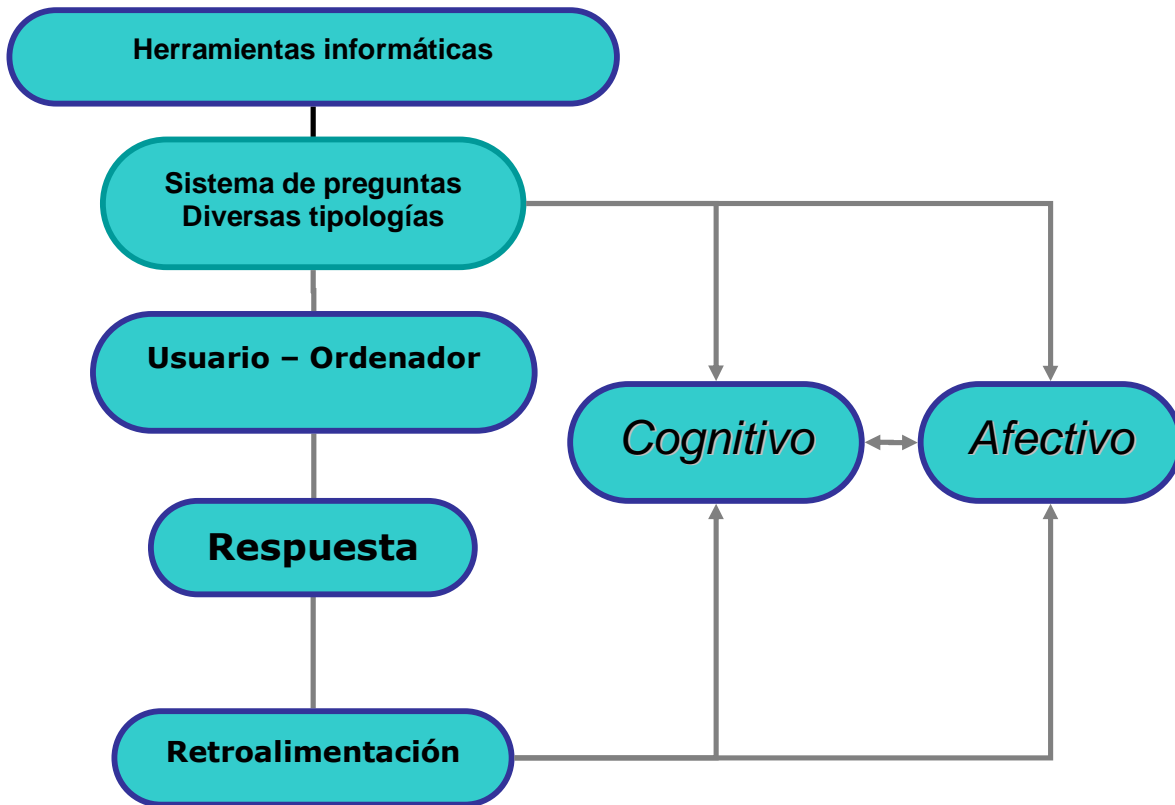 Herramientas informáticas
Sistema de preguntas
Diversas tipologías
Usuario – Ordenador
Cognitivo
Afectivo
Respuesta
Retroalimentación